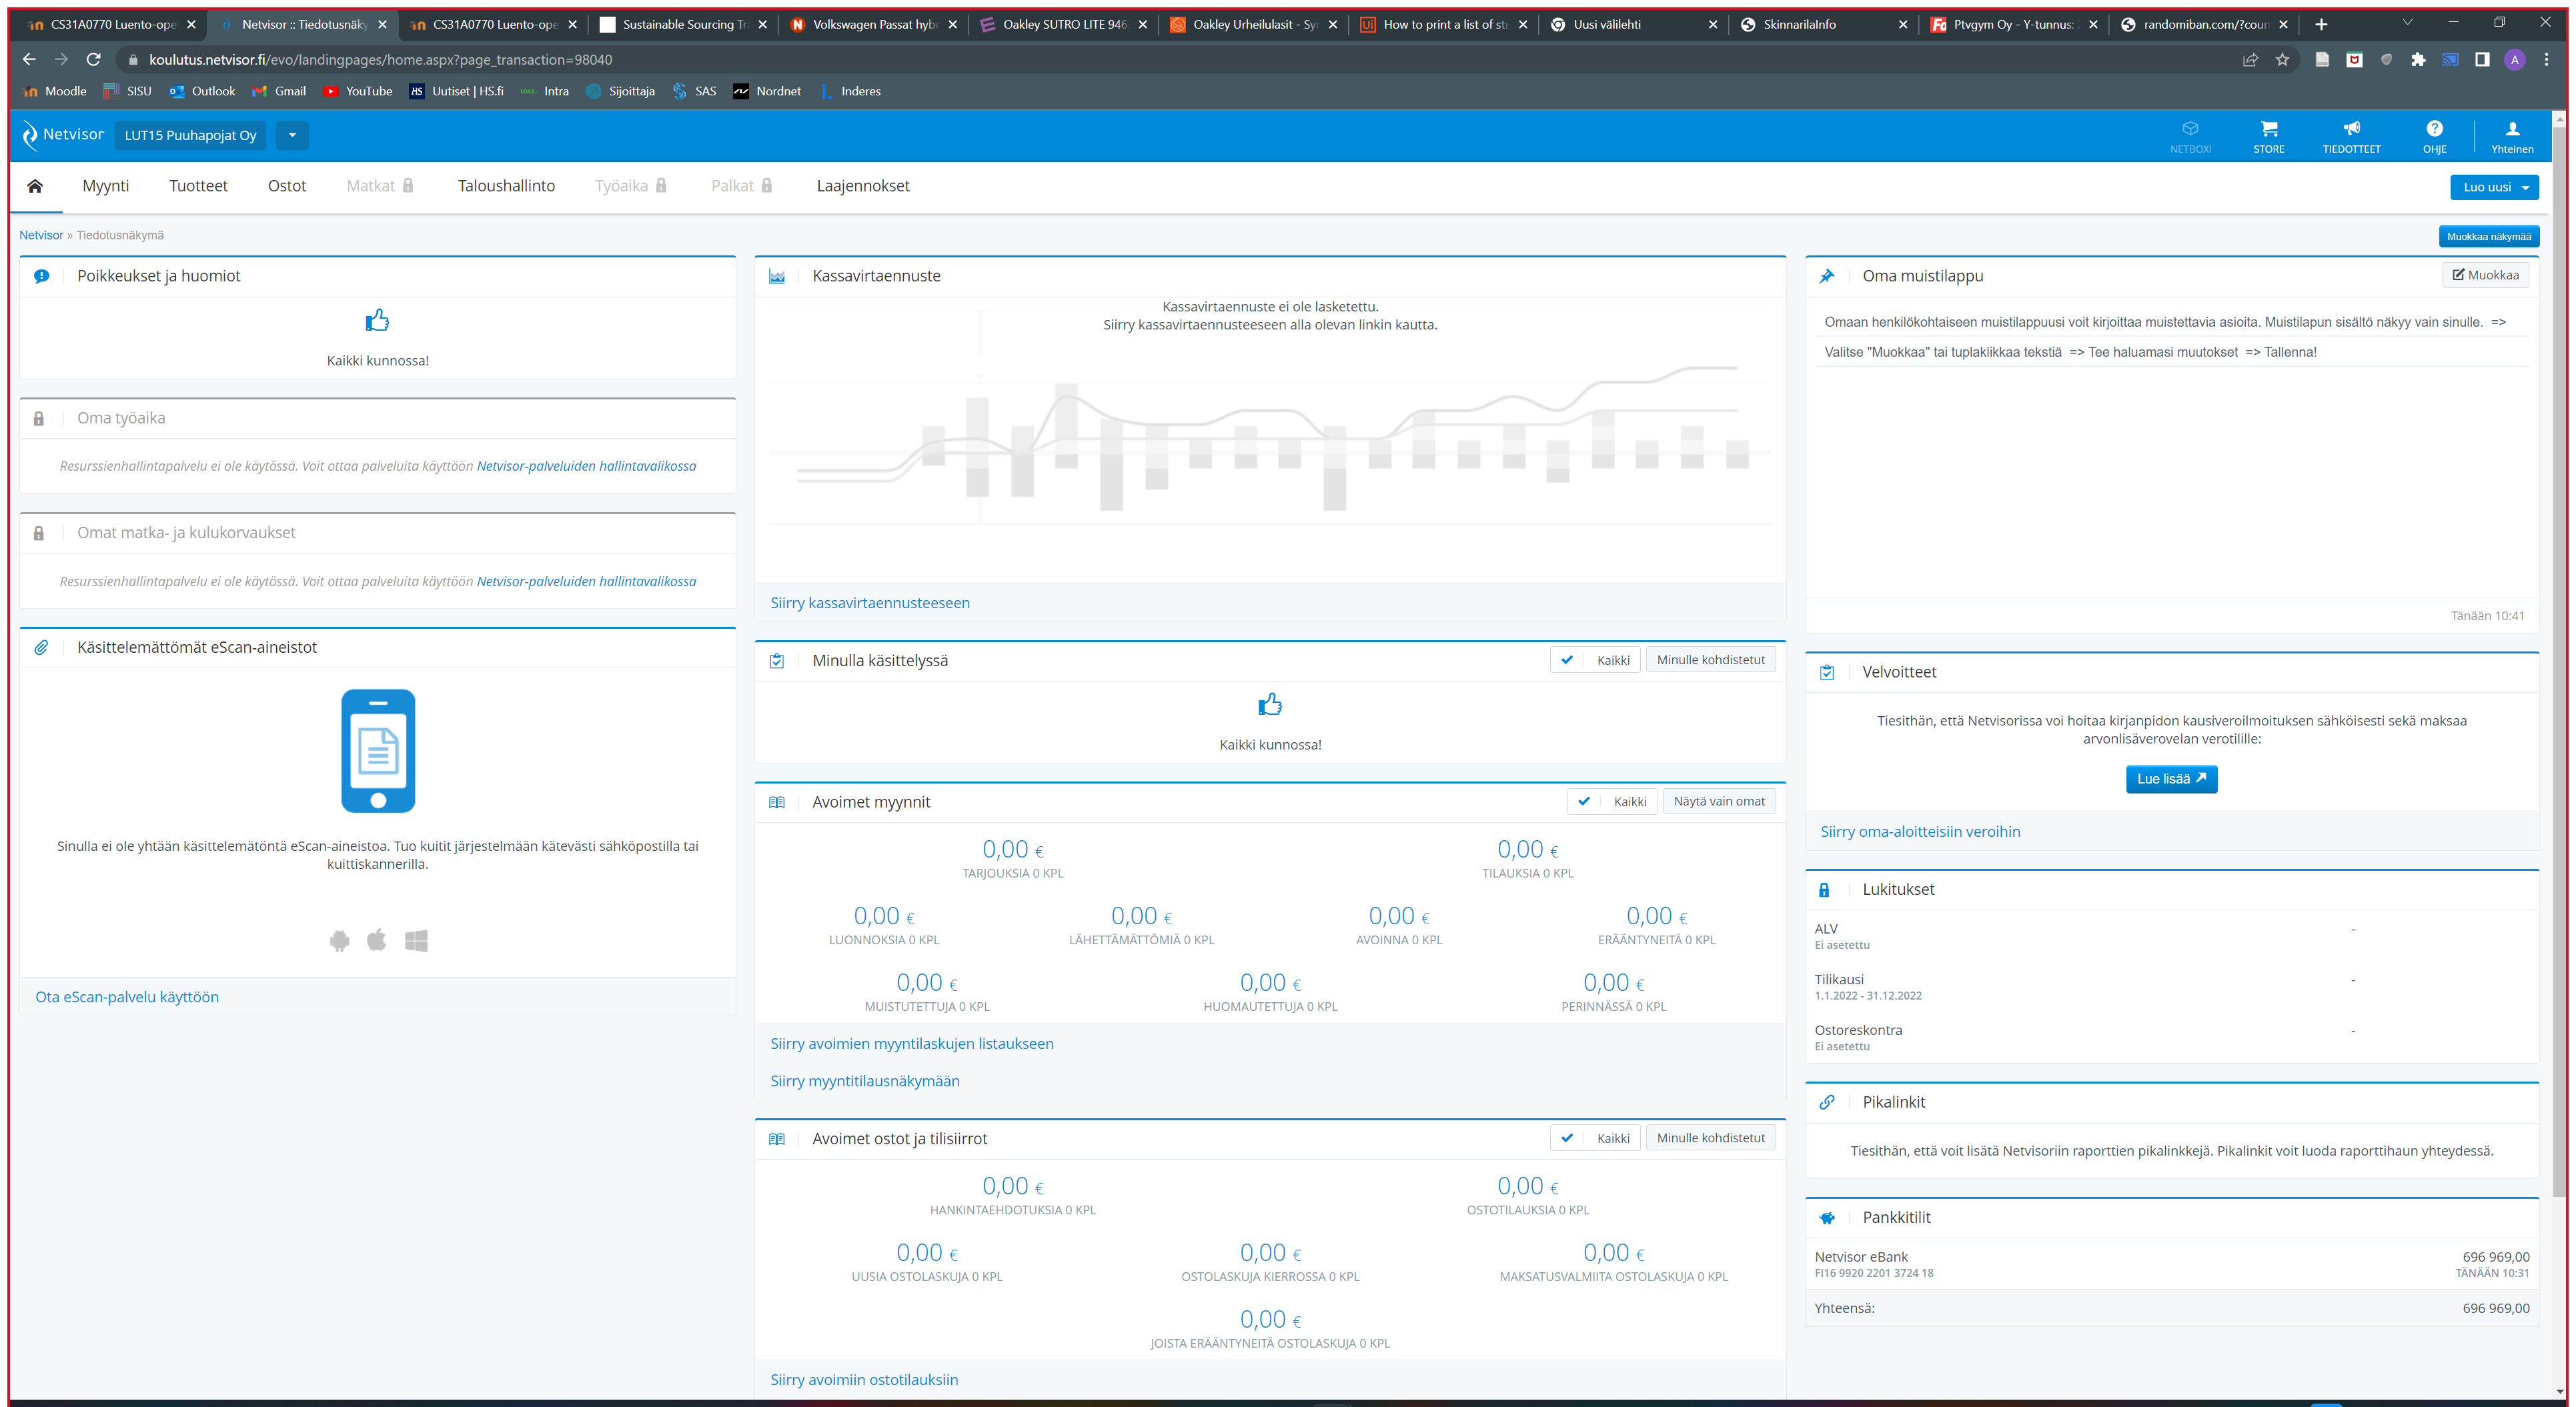 CS31A0770 Luento-ope
Netvisor :: Tiedotusnäky
CS31A0770 Luento-ope
Sustainable Sourcing Tr
Volkswagen Passat hybr
Oakley SUTRO LITE 946
Oakley Urheilulasit - Syr
How to print a list of str
Uusi välilehti
SkinnarilaInfo
Ptvgym Oy - Y-tunnus:
randomiban.com/?coun
koulutus.netvisor.fi/evo/landingpages/home.aspx?page_transaction=98040
A
Moodle
SISU
Outlook
Gmail
YouTube
HS
Uutiset | HS.fi
Intra
Sijoittaja
SAS
Nordnet
Inderes
Netvisor
LUT15 Puuhapojat Oy
NETBOXI
STORE
TIEDOTTEET
OHJE
Yhteinen
Myynti
Tuotteet
Ostot
Matkat
Taloushallinto
Työaika
Palkat
Laajennokset
Luo uusi
Netvisor » Tiedotusnäkymä
Muokkaa näkymää
Poikkeukset ja huomiot
Kaikki kunnossa!
Oma työaika
Resurssienhallintapalvelu ei ole käytössä. Voit ottaa palveluita käyttöön Netvisor-palveluiden hallintavalikossa
Omat matka- ja kulukorvaukset
Resurssienhallintapalvelu ei ole käytössä. Voit ottaa palveluita käyttöön Netvisor-palveluiden hallintavalikossa
Käsittelemättömät eScan-aineistot
Sinulla ei ole yhtään käsittelemätöntä eScan-aineistoa. Tuo kuitit järjestelmään kätevästi sähköpostilla tai
kuittiskannerilla.
Ota eScan-palvelu käyttöön
Kassavirtaennuste
Kassavirtaennuste ei ole lasketettu.
Siirry kassavirtaennusteeseen alla olevan linkin kautta.
Siirry kassavirtaennusteeseen
Minulla käsittelyssä
Kaikki
Minulle kohdistetut
Kaikki kunnossa!
Avoimet myynnit
Kaikki
Näytä vain omat
0,00 €
TARJOUKSIA 0 KPL
0,00 €
TILAUKSIA 0 KPL
0,00 €
LUONNOKSIA 0 KPL
0,00 €
LÄHETTÄMÄTTÖMIÄ 0 KPL
0,00 €
AVOINNA 0 KPL
0,00 €
ERÄÄNTYNEITÄ 0 KPL
0,00 €
MUISTUTETTUJA 0 KPL
0,00 €
HUOMAUTETTUJA 0 KPL
0,00 €
PERINNÄSSÄ 0 KPL
Siirry avoimien myyntilaskujen listaukseen
Siirry myyntitilausnäkymään
Avoimet ostot ja tilisiirrot
Kaikki
Minulle kohdistetut
0,00 €
HANKINTAEHDOTUKSIA 0 KPL
0,00 €
OSTOTILAUKSIA 0 KPL
0,00 €
UUSIA OSTOLASKUJA 0 KPL
0,00 €
OSTOLASKUJA KIERROSSA 0 KPL
0,00 €
MAKSATUSVALMIITA OSTOLASKUJA 0 KPL
0,00 €
JOISTA ERÄÄNTYNEITÄ OSTOLASKUJA 0 KPL
Siirry avoimiin ostotilauksiin
Oma muistilappu
Muokkaa
Omaan henkilökohtaiseen muistilappuusi voit kirjoittaa muistettavia asioita. Muistilapun sisältö näkyy vain sinulle. =>
Valitse "Muokkaa" tai tuplaklikkaa tekstiä => Tee haluamasi muutokset => Tallenna!
Tänään 10:41
Velvoitteet
Tiesithän, että Netvisorissa voi hoitaa kirjanpidon kausiveroilmoituksen sähköisesti sekä maksaa
arvonlisäverovelan verotilille:
Lue lisää
Siirry oma-aloitteisiin veroihin
Lukitukset
ALV -
Ei asetettu
Tilikausi -
1.1.2022 - 31.12.2022
Ostoreskontra -
Ei asetettu
Pikalinkit
Tiesithän, että voit lisätä Netvisoriin raporttien pikalinkkejä. Pikalinkit voit luoda raporttihaun yhteydessä.
Pankkitilit
Netvisor eBank 696 969,00
FI16 9920 2201 3724 18 TÄNÄÄN 10:31
Yhteensä: 696 969,00